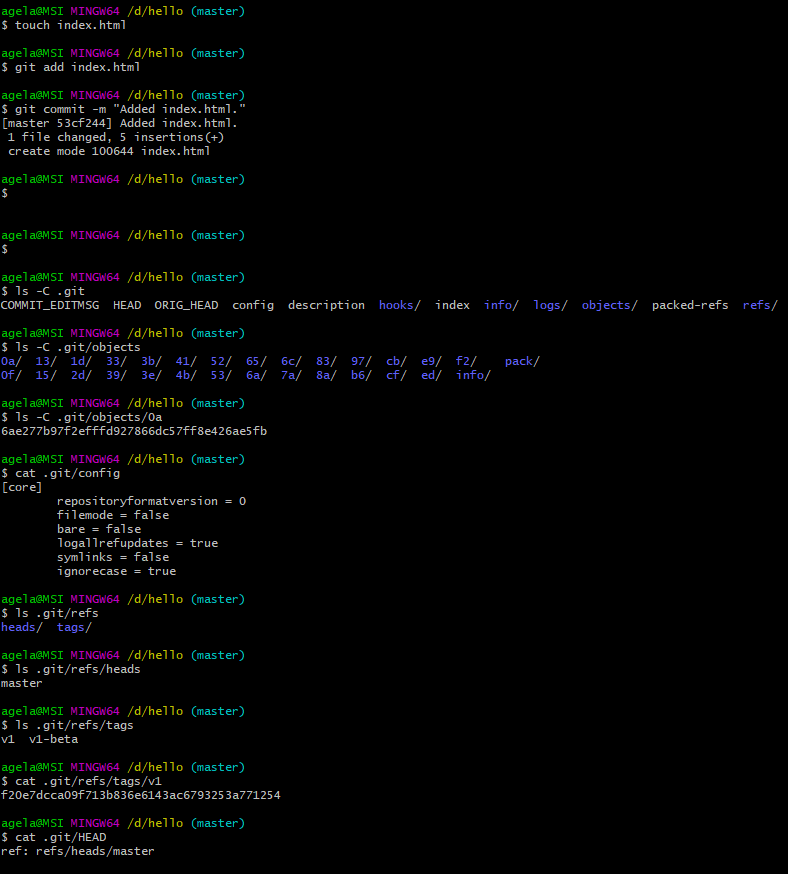 agela@MSI MINGW64 /d/hello (master)
$ touch index.html
agela@MSI MINGW64 /d/hello (master)
$ git add index.html
agela@MSI MINGW64 /d/hello (master)
$ git commit -m "Added index.html."
[master 53cf244] Added index.html.
 1 file changed, 5 insertions(+)
 create mode 100644 index.html
agela@MSI MINGW64 /d/hello (master)
$
agela@MSI MINGW64 /d/hello (master)
$
agela@MSI MINGW64 /d/hello (master)
$ ls -C .git
COMMIT_EDITMSG  HEAD  ORIG_HEAD  config  description  hooks/  index  info/  logs/  objects/  packed-refs  refs/
agela@MSI MINGW64 /d/hello (master)
$ ls -C .git/objects
0a/  13/  1d/  33/  3b/  41/  52/  65/  6c/  83/  97/  cb/  e9/  f2/    pack/
0f/  15/  2d/  39/  3e/  4b/  53/  6a/  7a/  8a/  b6/  cf/  ed/  info/
agela@MSI MINGW64 /d/hello (master)
$ ls -C .git/objects/0a
6ae277b97f2efffd927866dc57ff8e426ae5fb
agela@MSI MINGW64 /d/hello (master)
$ cat .git/config
[core]
        repositoryformatversion = 0
        filemode = false
        bare = false
        logallrefupdates = true
        symlinks = false
        ignorecase = true
agela@MSI MINGW64 /d/hello (master)
$ ls .git/refs
heads/  tags/
agela@MSI MINGW64 /d/hello (master)
$ ls .git/refs/heads
master
agela@MSI MINGW64 /d/hello (master)
$ ls .git/refs/tags
v1  v1-beta
agela@MSI MINGW64 /d/hello (master)
$ cat .git/refs/tags/v1
f20e7dcca09f713b836e6143ac6793253a771254
agela@MSI MINGW64 /d/hello (master)
$ cat .git/HEAD
ref: refs/heads/master